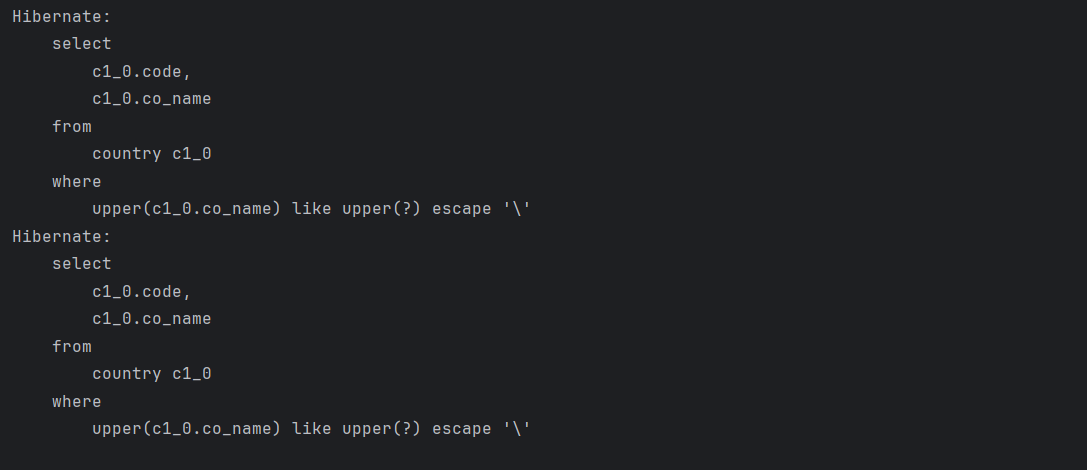 Hibernate:
    select
        c1_0.code,
        c1_0.co_name
    from
        country c1_0
    where
        upper(c1_0.co_name) like upper(?) escape '\'
Hibernate:
    select
        c1_0.code,
        c1_0.co_name
    from
        country c1_0
    where
        upper(c1_0.co_name) like upper(?) escape '\'